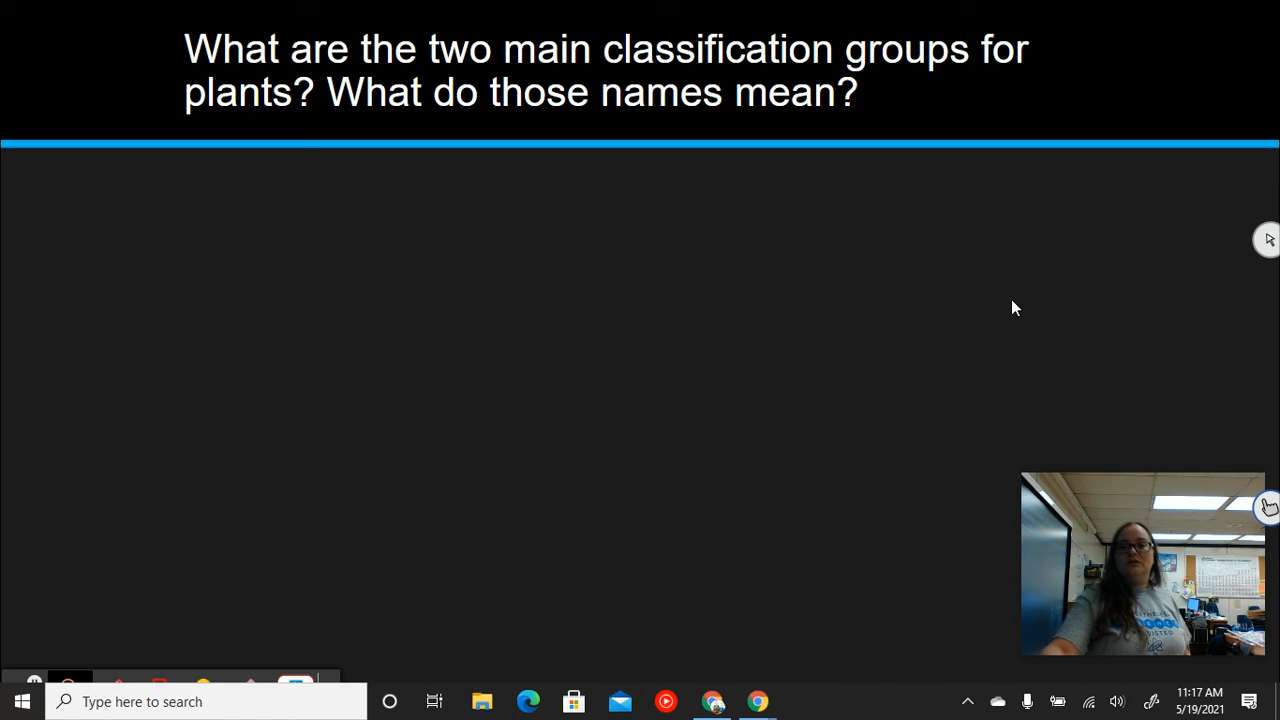 What are the two main classification groups for
plants? What do those names mean?
Type here to search
11:17 AM
5/19/2021